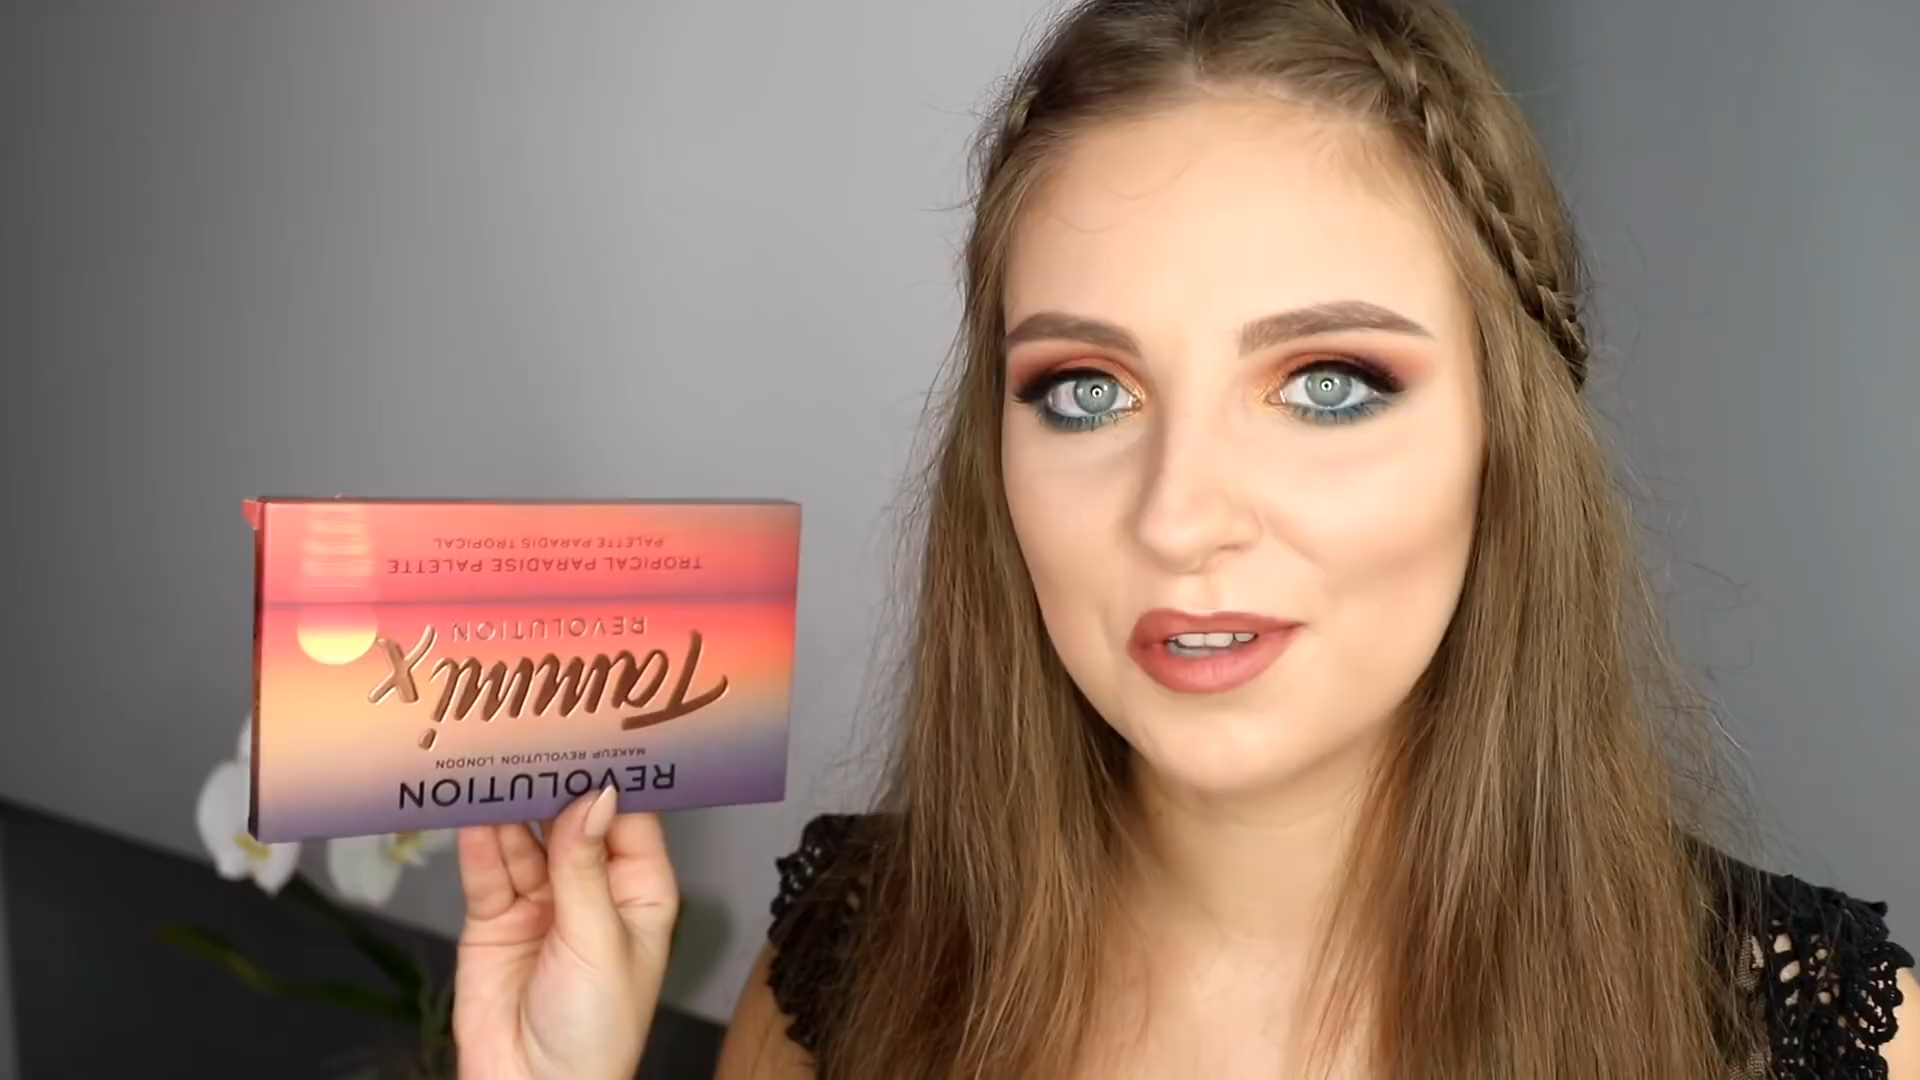 REVOLUTION
MAKEUP REVOLUTION LONDON
Tammi x
REVOLUTION
TROPICAL PARADISE PALETTE
PALETTE PARADIS TROPICAL